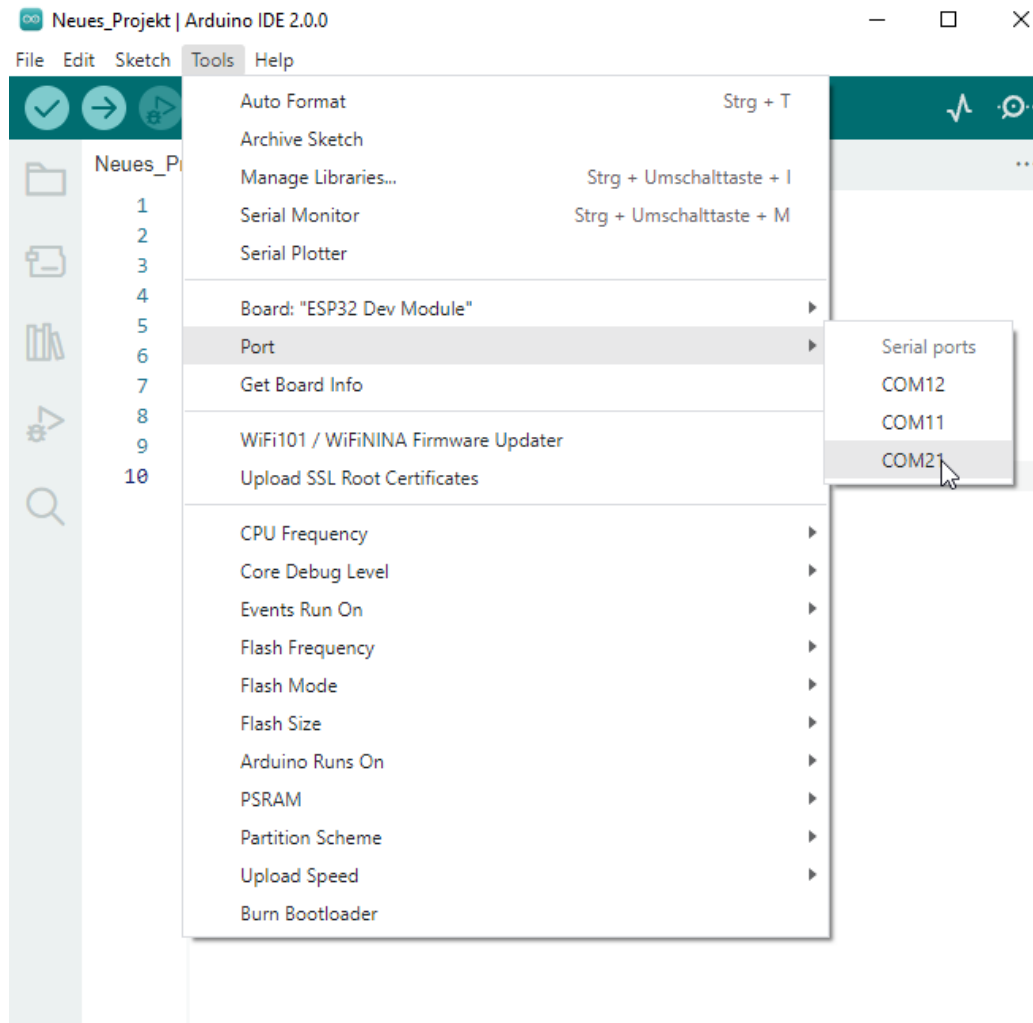 Neues_Projekt | Arduino IDE 2.0.0
File Edit Sketch Tools Help
Auto Format Strg + T
Archive Sketch
Neues_P
Manage Libraries... Strg + Umschalttaste + I
1
Serial Monitor Strg + Umschalttaste + M
2
Serial Plotter
3
4
Board: "ESP32 Dev Module"
5
Port
Serial ports
6
Get Board Info
COM12
7
8
COM11
WiFi101 / WiFiNINA Firmware Updater
9
COM21
Upload SSL Root Certificates
10
CPU Frequency
Core Debug Level
Events Run On
Flash Frequency
Flash Mode
Flash Size
Arduino Runs On
PSRAM
Partition Scheme
Upload Speed
Burn Bootloader